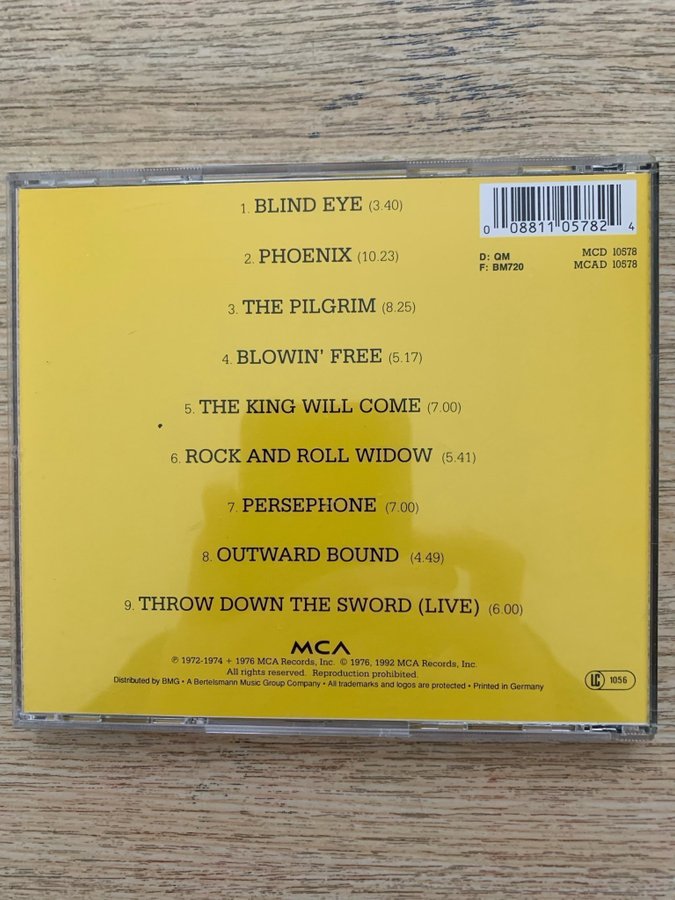 1. BLIND EYE (3.40)
0 08811 05782 4
2. PHOENIX (10.23)
D: QM
F: BM720
MCD 10578
MCAD 10578
3. THE PILGRIM (8.25)
4. BLOWIN' FREE (5.17)
5. THE KING WILL COME (7.00)
6. ROCK AND ROLL WIDOW (5.41)
7. PERSEPHONE (7.00)
8. OUTWARD BOUND (4.49)
9. THROW DOWN THE SWORD (LIVE) (6.00)
MCA
℗ 1972-1974 + 1976 MCA Records, Inc. © 1976, 1992 MCA Records, Inc.
All rights reserved. Reproduction prohibited.
Distributed by BMG • A Bertelsmann Music Group Company • All trademarks and logos are protected • Printed in Germany
LC 1056